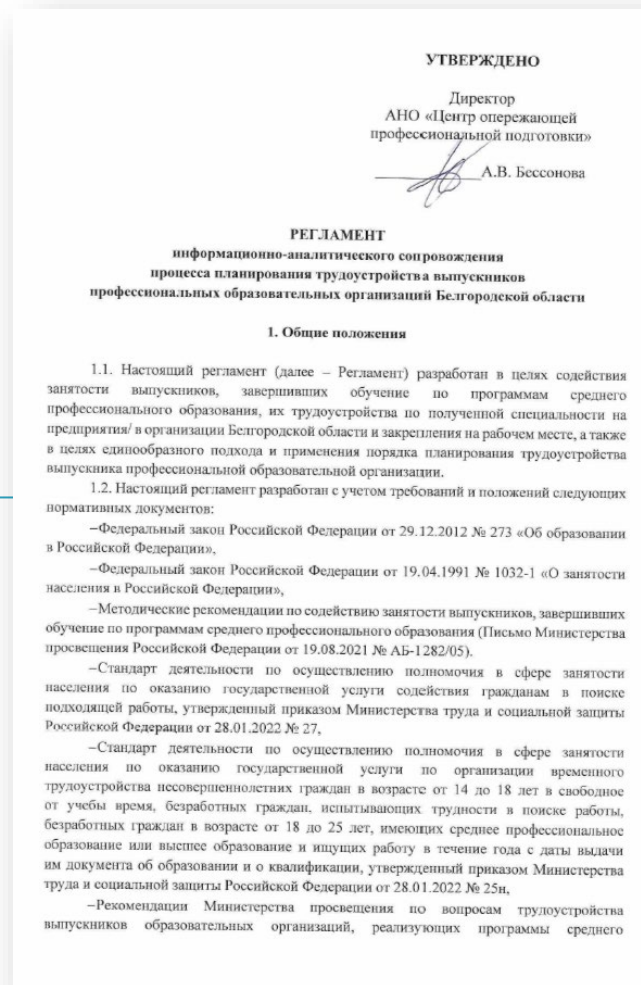 УТВЕРЖДЕНО
Директор
АНО «Центр опережающей
профессиональной подготовки»
А.В. Бессонова
РЕГЛАМЕНТ
информационно-аналитического сопровождения
процесса планирования трудоустройства выпускников
профессиональных образовательных организаций Белгородской области
1. Общие положения
1.1. Настоящий регламент (далее – Регламент) разработан в целях содействия
занятости выпускников, завершивших обучение по программам среднего
профессионального образования, их трудоустройства по полученной специальности на
предприятия/ в организации Белгородской области и закрепления на рабочем месте, а также
в целях единообразного подхода и применения порядка планирования трудоустройства
выпускника профессиональной образовательной организации.
1.2. Настоящий регламент разработан с учетом требований и положений следующих
нормативных документов:
–Федеральный закон Российской Федерации от 29.12.2012 № 273 «Об образовании
в Российской Федерации»,
–Федеральный закон Российской Федерации от 19.04.1991 № 1032-1 «О занятости
населения в Российской Федерации»,
–Методические рекомендации по содействию занятости выпускников, завершивших
обучение по программам среднего профессионального образования (Письмо Министерства
просвещения Российской Федерации от 19.08.2021 № АБ-1282/05).
–Стандарт деятельности по осуществлению полномочия в сфере занятости
населения по оказанию государственной услуги содействия гражданам в поиске
подходящей работы, утвержденный приказом Министерства труда и социальной защиты
Российской Федерации от 28.01.2022 № 27,
–Стандарт деятельности по осуществлению полномочия в сфере занятости
населения по оказанию государственной услуги по организации временного
трудоустройства несовершеннолетних граждан в возрасте от 14 до 18 лет в свободное
от учебы время, безработных граждан, испытывающих трудности в поиске работы,
безработных граждан в возрасте от 18 до 25 лет, имеющих среднее профессиональное
образование или высшее образование и ищущих работу в течение года с даты выдачи
им документа об образовании и о квалификации, утвержденный приказом Министерства
труда и социальной защиты Российской Федерации от 28.01.2022 № 25н,
–Рекомендации Министерства просвещения по вопросам трудоустройства
выпускников образовательных организаций, реализующих программы среднего